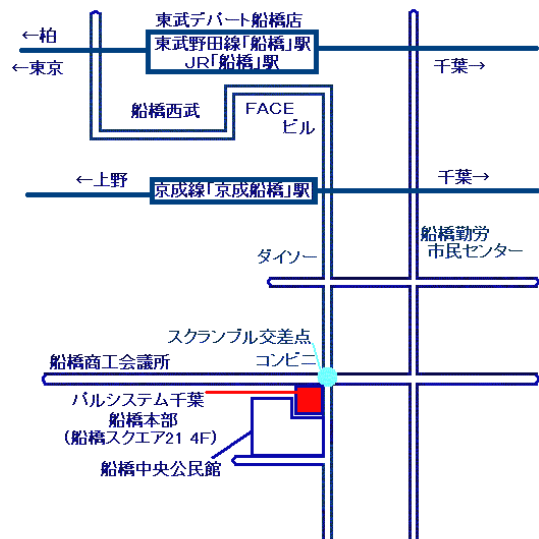 東武デパート船橋店
←柏
東武野田線「船橋」駅
JR「船橋」駅
←東京
千葉→
船橋西武
FACE
ビル
←上野
京成線「京成船橋」駅
千葉→
船橋勤労
市民センター
ダイソー
スクランブル交差点
コンビニ
船橋商工会議所
パルシステム千葉
船橋本部
(船橋スクエア21 4F)
船橋中央公民館